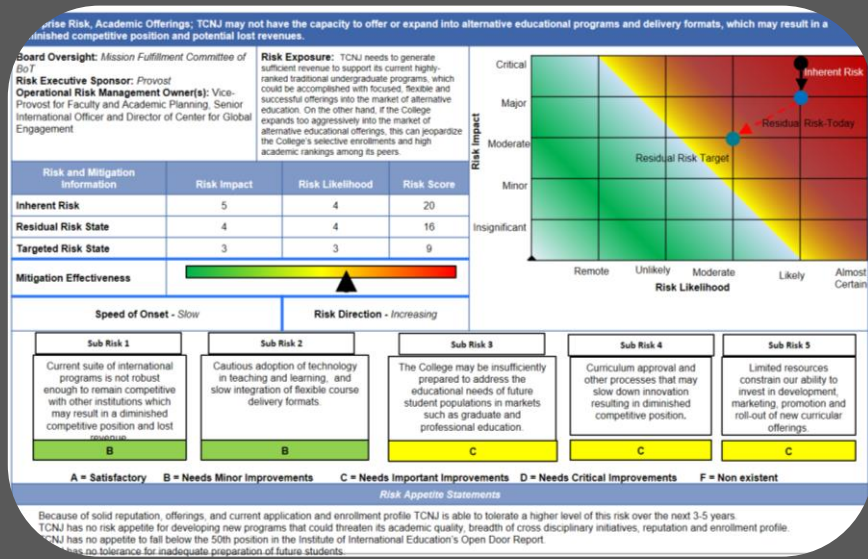 prise Risk, Academic Offerings; TCNJ may not have the capacity to offer or expand into alternative educational programs and delivery formats, which may result in a
minished competitive position and potential lost revenues.
Board Oversight: Mission Fulfillment Committee of
BoT
Risk Executive Sponsor: Provost
Operational Risk Management Owner(s): Vice-
Provost for Faculty and Academic Planning, Senior
International Officer and Director of Center for Global
Engagement
Risk Exposure: TCNJ needs to generate
sufficient revenue to support its current highly-
ranked traditional undergraduate programs, which
could be accomplished with focused, flexible and
successful offerings into the market of alternative
education. On the other hand, if the College
expands too aggressively into the market of
alternative educational offerings, this can jeopardize
the College's selective enrollments and high
academic rankings among its peers.
Risk Impact
Critical
Major
Moderate
Minor
Insignificant
Inherent Risk
Residual Risk-Today
Residual Risk Target
Remote Unlikely Moderate Likely Almost
Certain
Risk Likelihood
Risk and Mitigation
Information Risk Impact Risk Likelihood Risk Score
Inherent Risk 5 4 20
Residual Risk State 4 4 16
Targeted Risk State 3 3 9
Mitigation Effectiveness
Speed of Onset - Slow Risk Direction - Increasing
Sub Risk 1
Current suite of international
programs is not robust
enough to remain competitive
with other institutions which
may result in a diminished
competitive position and lost
revenue.
B
Sub Risk 2
Cautious adoption of technology
in teaching and learning, and
slow integration of flexible course
delivery formats.
B
Sub Risk 3
The College may be insufficiently
prepared to address the
educational needs of future
student populations in markets
such as graduate and
professional education.
C
Sub Risk 4
Curriculum approval and
other processes that may
slow down innovation
resulting in diminished
competitive position.
C
Sub Risk 5
Limited resources
constrain our ability to
invest in development,
marketing, promotion and
roll-out of new curricular
offerings.
C
A = Satisfactory B = Needs Minor Improvements C = Needs Important Improvements D = Needs Critical Improvements F = Non existent
Risk Appetite Statements
Because of solid reputation, offerings, and current application and enrollment profile TCNJ is able to tolerate a higher level of this risk over the next 3-5 years.
TCNJ has no risk appetite for developing new programs that could threaten its academic quality, breadth of cross disciplinary initiatives, reputation and enrollment profile.
TCNJ has no appetite to fall below the 50th position in the Institute of International Education's Open Door Report.
has no tolerance for inadequate preparation of future students.